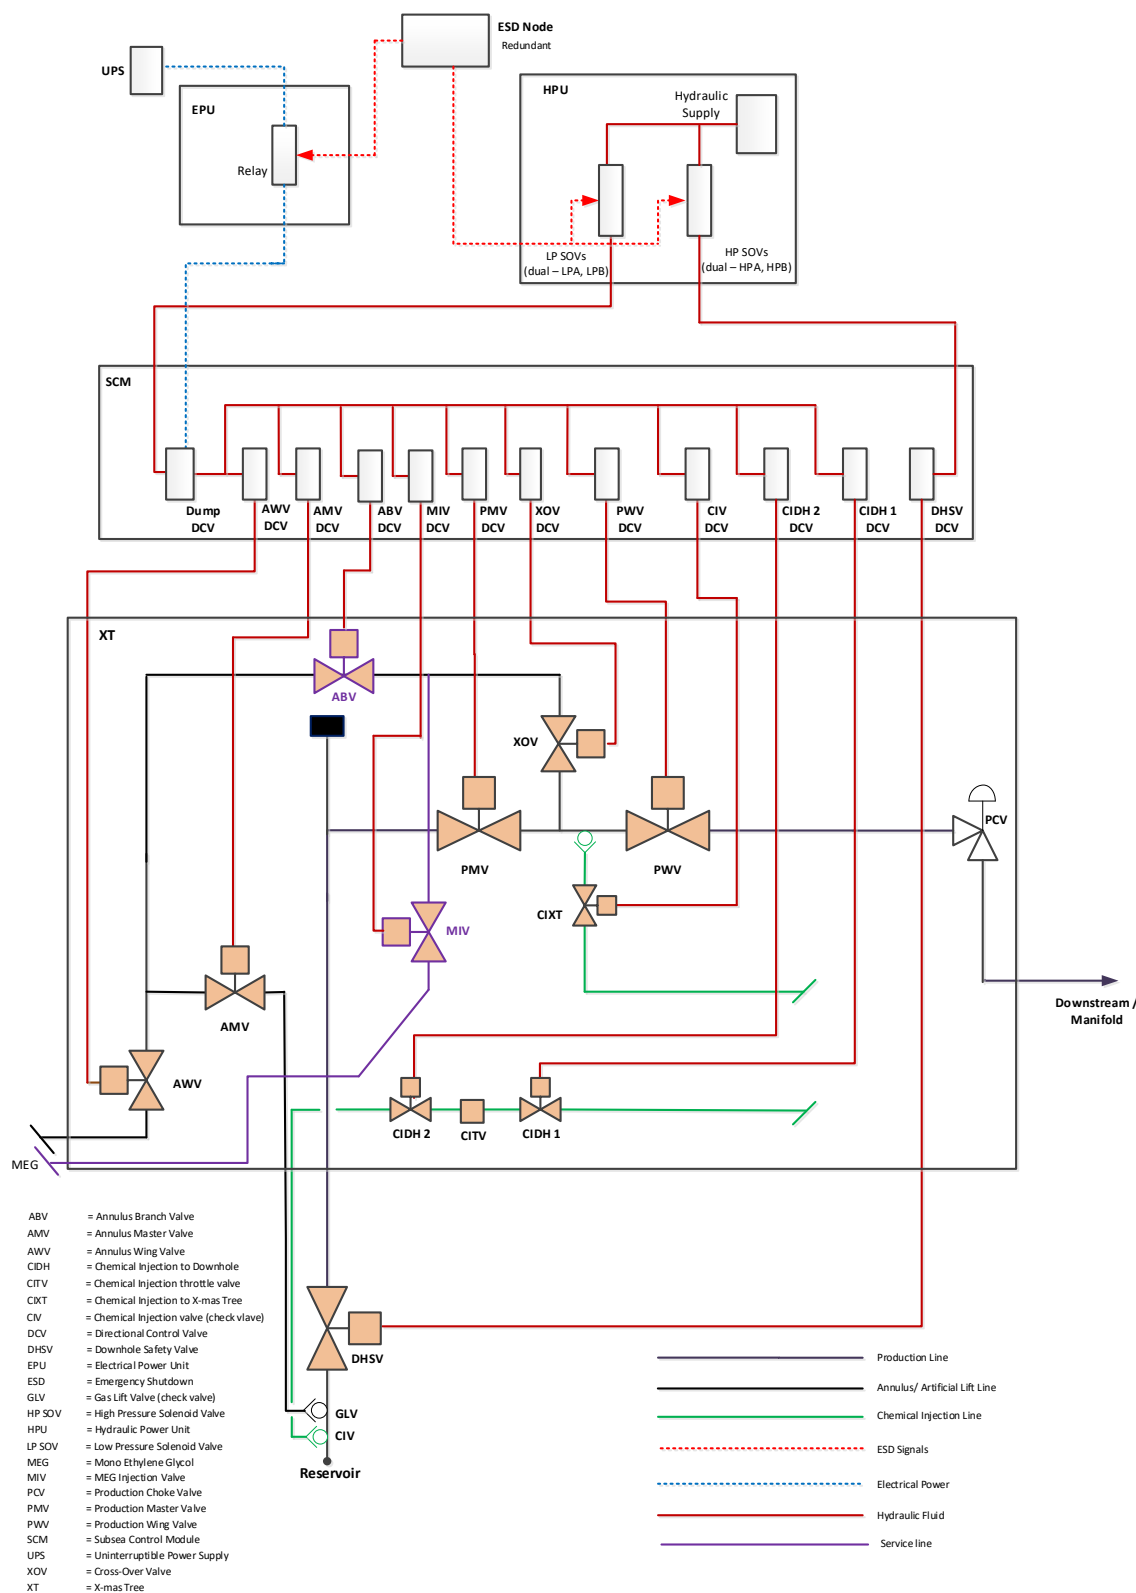 ESD Node
Redundant
UPS
EPU
HPU
Hydraulic
Supply
Relay
LP SOVs
(dual – LPA, LPB)
HP SOVs
(dual – HPA, HPB)
SCM
Dump
DCV
AWV
DCV
AMV
DCV
ABV
DCV
MIV
DCV
PMV
DCV
XOV
DCV
PWV
DCV
CIV
DCV
CIDH 2
DCV
CIDH 1
DCV
DHSV
DCV
XT
ABV
XOV
PCV
PMV
PWV
CIXT
MIV
AMV
Downstream /
Manifold
AWV
CIDH 2
CITV
CIDH 1
MEG
DHSV
GLV
CIV
Reservoir
ABV = Annulus Branch Valve
AMV = Annulus Master Valve
AWV = Annulus Wing Valve
CIDH = Chemical Injection to Downhole
CITV = Chemical Injection throttle valve
CIXT = Chemical Injection to X-mas Tree
CIV = Chemical Injection valve (check vlave)
DCV = Directional Control Valve
DHSV = Downhole Safety Valve
EPU = Electrical Power Unit
ESD = Emergency Shutdown
GLV = Gas Lift Valve (check valve)
HP SOV = High Pressure Solenoid Valve
HPU = Hydraulic Power Unit
LP SOV = Low Pressure Solenoid Valve
MEG = Mono Ethylene Glycol
MIV = MEG Injection Valve
PCV = Production Choke Valve
PMV = Production Master Valve
PWV = Production Wing Valve
SCM = Subsea Control Module
UPS = Uninterruptible Power Supply
XOV = Cross-Over Valve
XT = X-mas Tree
Production Line
Annulus/ Artificial Lift Line
Chemical Injection Line
ESD Signals
Electrical Power
Hydraulic Fluid
Service line